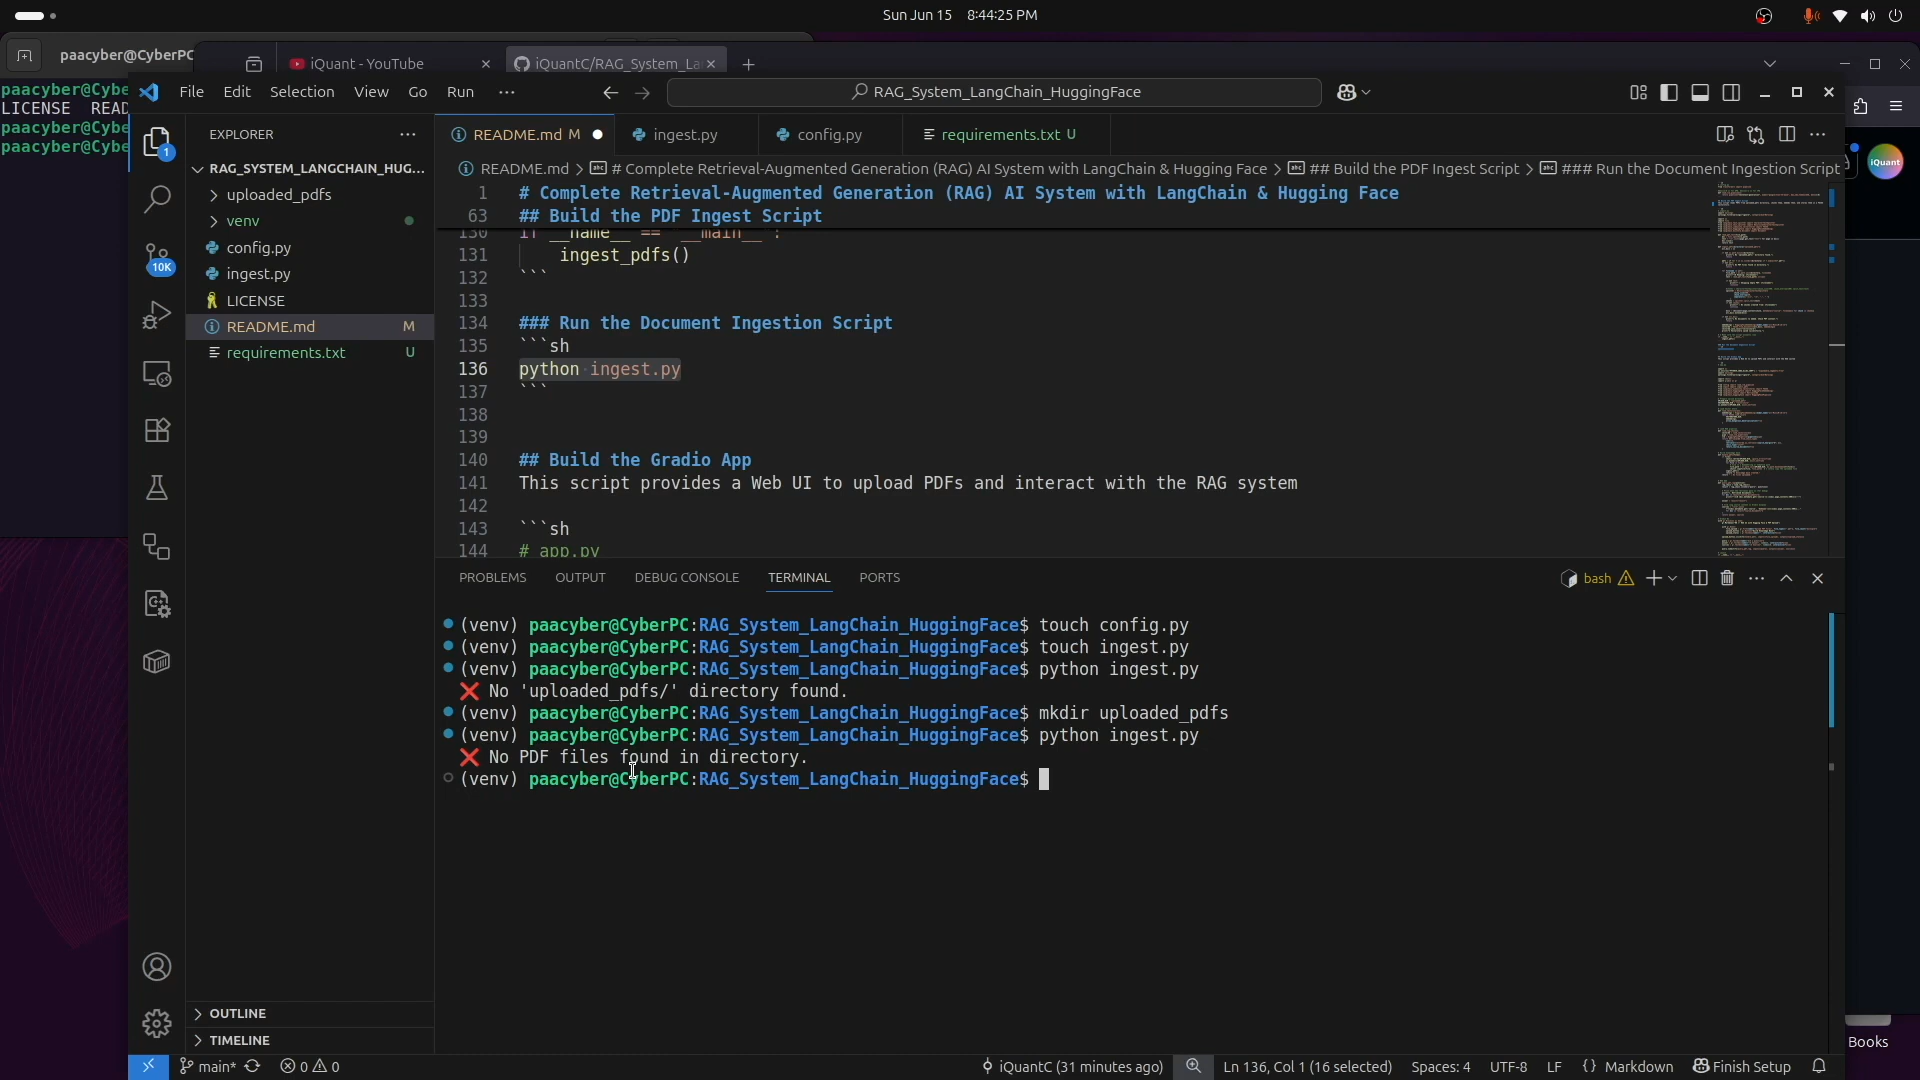 Sun Jun 15 8:44:25 PM
paacyber@CyberPC
iQuant - YouTube
iQuantC/RAG_System_La
paacyber@Cybe
LICENSE READ
paacyber@Cybe
paacyber@Cybe
File Edit Selection View Go Run ...
RAG_System_LangChain_HuggingFace
iQuant
EXPLORER
1
RAG_SYSTEM_LANGCHAIN_HUG...
uploaded_pdfs
venv
config.py
10K
ingest.py
LICENSE
README.md M
requirements.txt U
OUTLINE
TIMELINE
README.md M ingest.py config.py requirements.txt U
README.md > # Complete Retrieval-Augmented Generation (RAG) AI System with LangChain & Hugging Face > ## Build the PDF Ingest Script > ### Run the Document Ingestion Script
1 # Complete Retrieval-Augmented Generation (RAG) AI System with LangChain & Hugging Face
63 ## Build the PDF Ingest Script
130 if __name__ == "__main__":
131 ingest_pdfs()
132 ```
133
134 ### Run the Document Ingestion Script
135 ```sh
136 python ingest.py
137 ```
138
139
140 ## Build the Gradio App
141 This script provides a Web UI to upload PDFs and interact with the RAG system
142
143 ```sh
144 # app.py
PROBLEMS OUTPUT DEBUG CONSOLE TERMINAL PORTS
bash
(venv) paacyber@CyberPC:RAG_System_LangChain_HuggingFace$ touch config.py
(venv) paacyber@CyberPC:RAG_System_LangChain_HuggingFace$ touch ingest.py
(venv) paacyber@CyberPC:RAG_System_LangChain_HuggingFace$ python ingest.py
❌ No 'uploaded_pdfs/' directory found.
(venv) paacyber@CyberPC:RAG_System_LangChain_HuggingFace$ mkdir uploaded_pdfs
(venv) paacyber@CyberPC:RAG_System_LangChain_HuggingFace$ python ingest.py
❌ No PDF files found in directory.
(venv) paacyber@CyberPC:RAG_System_LangChain_HuggingFace$
Books
main* 0 0 iQuantC (31 minutes ago) Ln 136, Col 1 (16 selected) Spaces: 4 UTF-8 LF {} Markdown Finish Setup